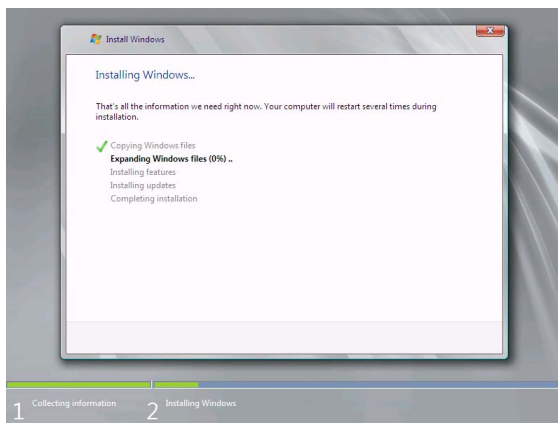 Install Windows
Installing Windows...
That's all the information we need right now. Your computer will restart several times during
installation.
Copying Windows files
Expanding Windows files (0%) ..
Installing features
Installing updates
Completing installation
1 Collecting information
2 Installing Windows